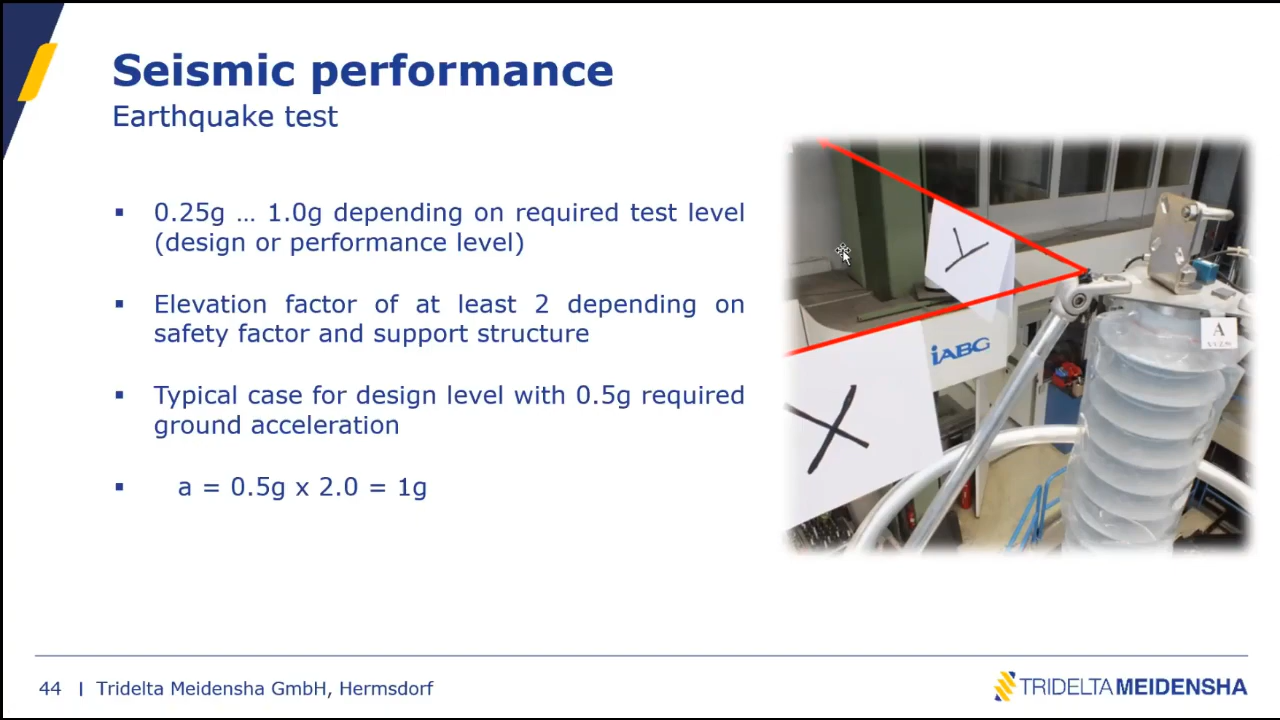 Seismic performance
Earthquake test
▪ 0.25g … 1.0g depending on required test level
(design or performance level)
▪ Elevation factor of at least 2 depending on
safety factor and support structure
▪ Typical case for design level with 0.5g required
ground acceleration
▪ a = 0.5g x 2.0 = 1g
Y
iABG
A
X
44 | Tridelta Meidensha GmbH, Hermsdorf
TRIDELTA MEIDENSHA